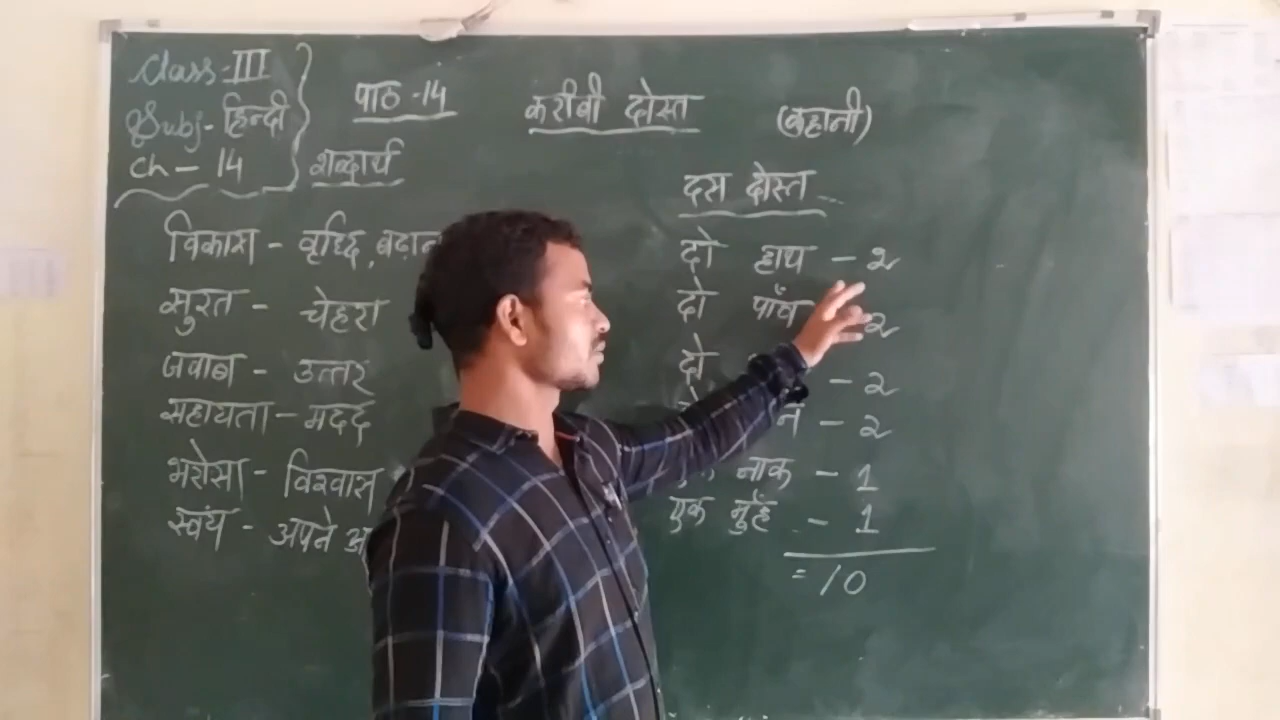 Class-III
Subj- हिन्दी
ch - 14
पाठ -14
करीबी दोस्त
(कहानी)
शब्दार्थ
विकास - वृध्दि, बढ़ान
सुरत - चेहरा
जवाब - उत्तर
सहायता - मदद
भरोसा - विश्वास
स्वंय - अपने
दस दोस्त
दो हाथ - 2
दो पाँव 2
दो - 2
- 2
नाक - 1
एक मुहँ - 1
= 10